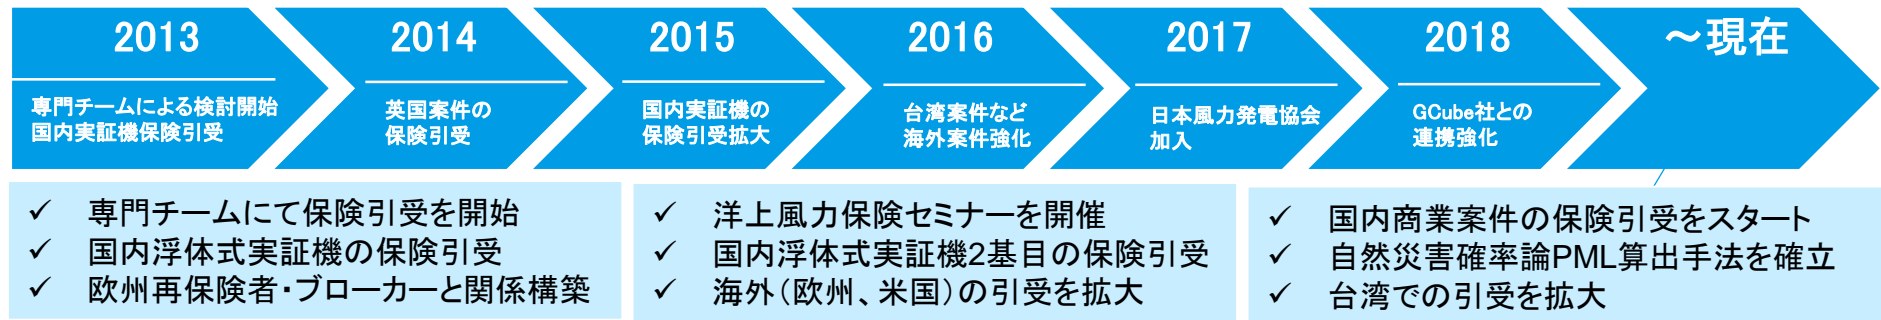 2013
専門チームによる検討開始
国内実証機保険引受
2014
英国案件の
保険引受
2015
国内実証機の
保険引受拡大
2016
台湾案件など
海外案件強化
2017
日本風力発電協会
加入
2018
GCube社との
連携強化
～現在
✓ 専門チームにて保険引受を開始
✓ 国内浮体式実証機の保険引受
✓ 欧州再保険者・ブローカーと関係構築
✓ 洋上風力保険セミナーを開催
✓ 国内浮体式実証機2基目の保険引受
✓ 海外（欧州、米国）の引受を拡大
✓ 国内商業案件の保険引受をスタート
✓ 自然災害確率論PML算出手法を確立
✓ 台湾での引受を拡大